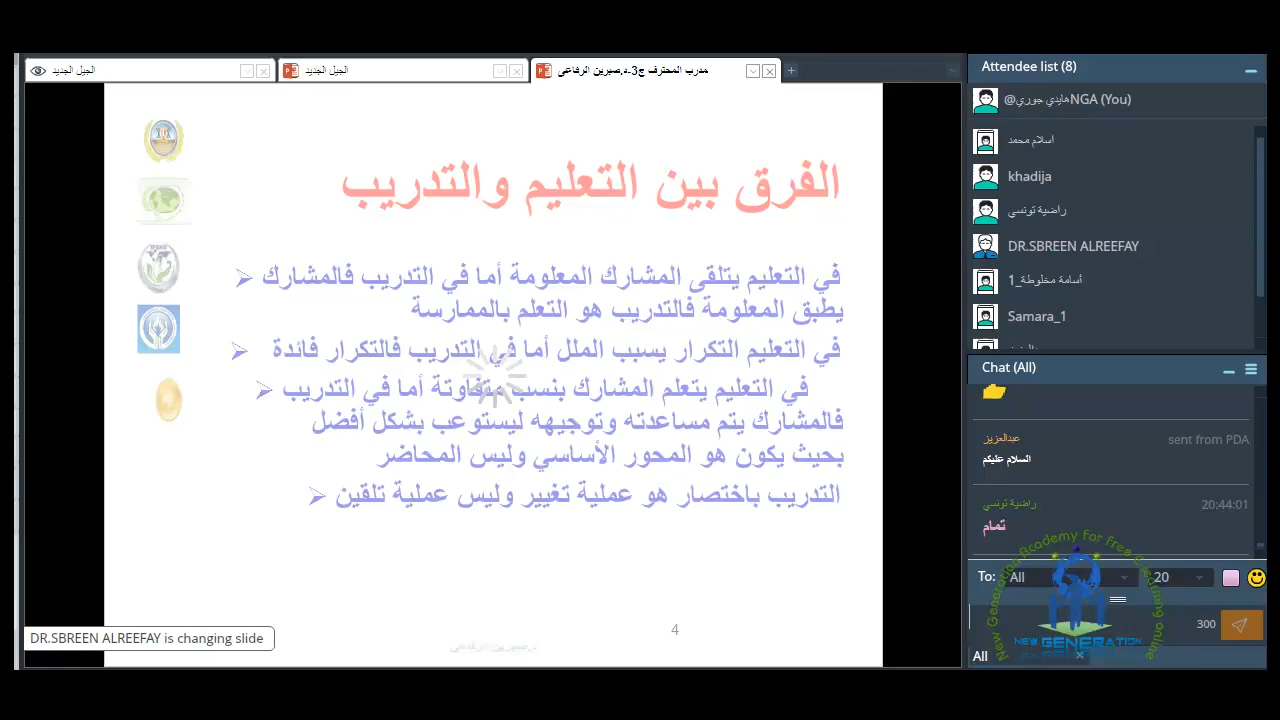 الجيل الجديد
الجيل الجديد
مدرب المحترف ج3-د.صبرين الرفاعي
الفرق بين التعليم والتدريب
في التعليم يتلقى المشارك المعلومة أما في التدريب فالمشارك
يطبق المعلومة فالتدريب هو التعلم بالممارسة
في التعليم التكرار يسبب الملل أما في التدريب فالتكرار فائدة
في التعليم يتعلم المشارك بنسب متفاوتة أما في التدريب
فالمشارك يتم مساعدته وتوجيهه ليستوعب بشكل أفضل
بحيث يكون هو المحور الأساسي وليس المحاضر
التدريب باختصار هو عملية تغيير وليس عملية تلقين
4
د.صبرين الرفاعي
DR.SBREEN ALREEFAY is changing slide
Attendee list (8)
@هايدي جوريNGA (You)
اسلام محمد
khadija
راضية تونسي
DR.SBREEN ALREEFAY
أسامة مخلوطة_1
Samara_1
Chat (All)
عبدالعزيز sent from PDA
السلام عليكم
راضية تونسي 20:44:01
تمام
To: All 20
300
All
New Generation Academy For Free Learning online
NEW GENERATION